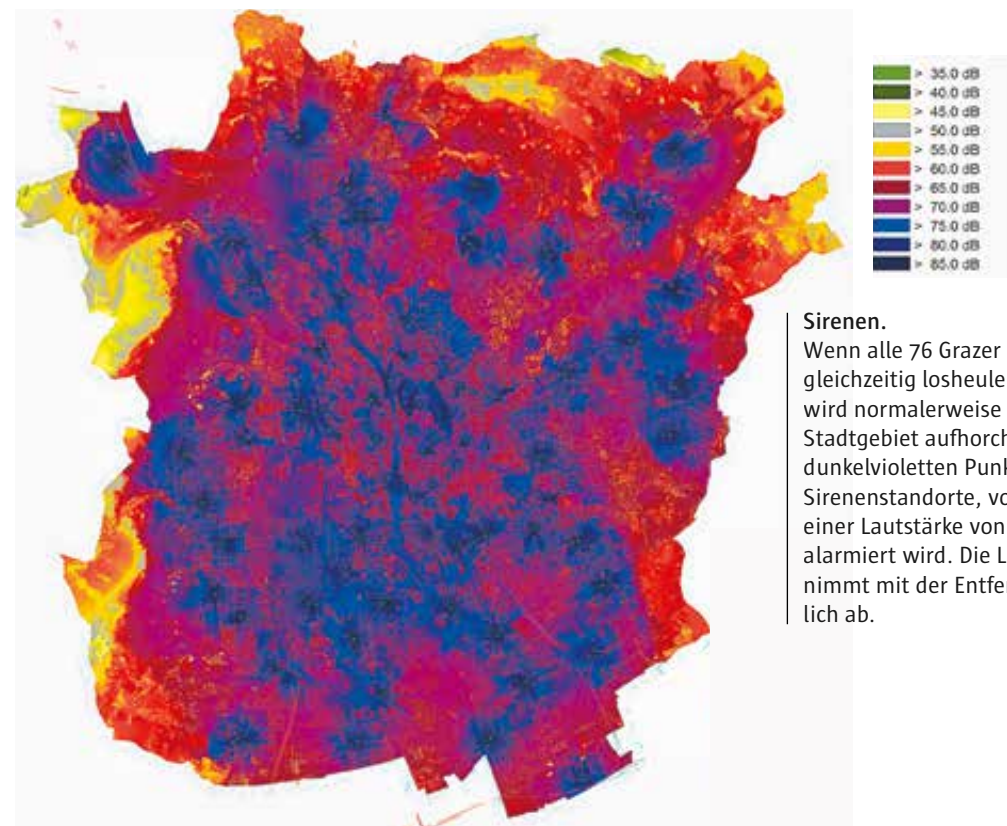 > 35.0 dB
> 40.0 dB
> 45.0 dB
> 50.0 dB
> 55.0 dB
> 60.0 dB
> 65.0 dB
> 70.0 dB
> 75.0 dB
> 80.0 dB
> 85.0 dB
Sirenen.
Wenn alle 76 Grazer
gleichzeitig losheule
wird normalerweise
Stadtgebiet aufhorch
dunkelvioletten Punk
Sirenenstandorte, vo
einer Lautstärke von
alarmiert wird. Die L
nimmt mit der Entfer
lich ab.